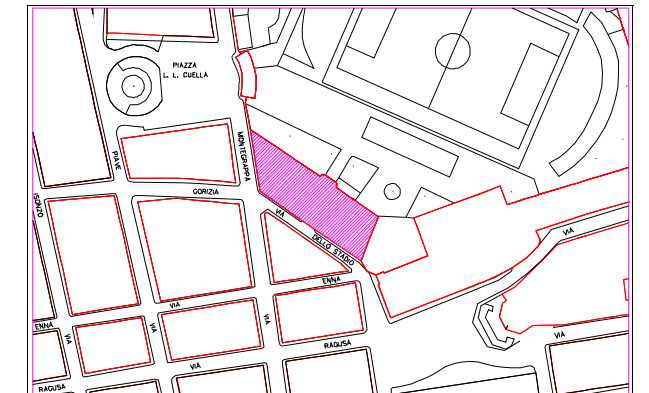 PIAZZA
L. L. CUELLA
MONTEGRAPPA
PIAVE
GORIZIA
ISONZO
VIA
DELLO STADIO
VIA
ENNA
VIA
VIA
VIA
ENNA
VIA
VIA
RAGUSA
VIA
RAGUSA